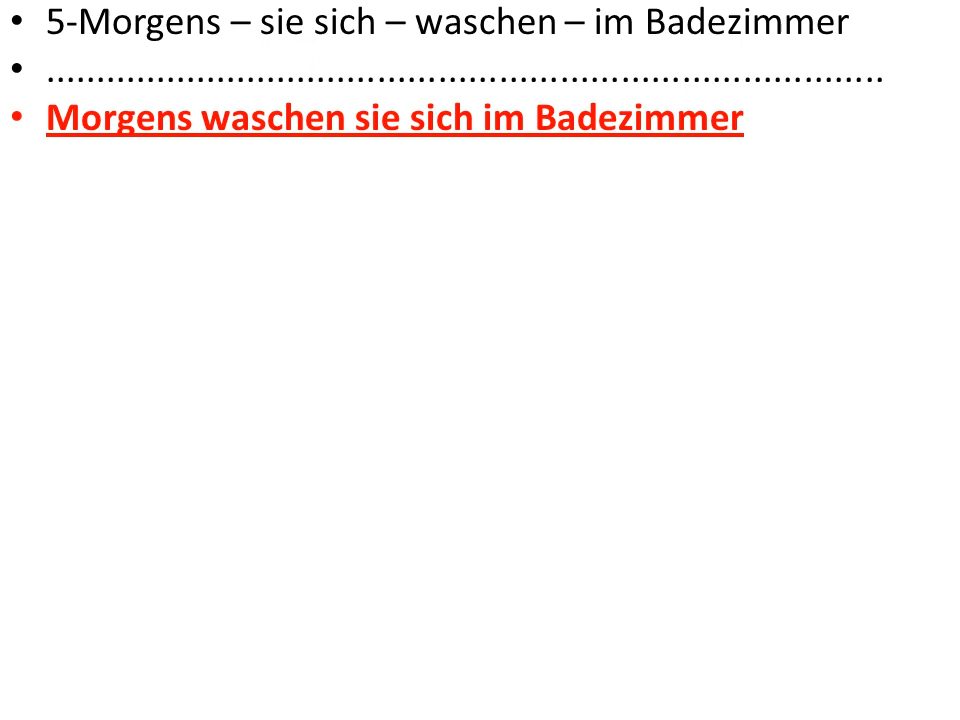 • 5-Morgens – sie sich – waschen – im Badezimmer
• ...................................................................................
• Morgens waschen sie sich im Badezimmer